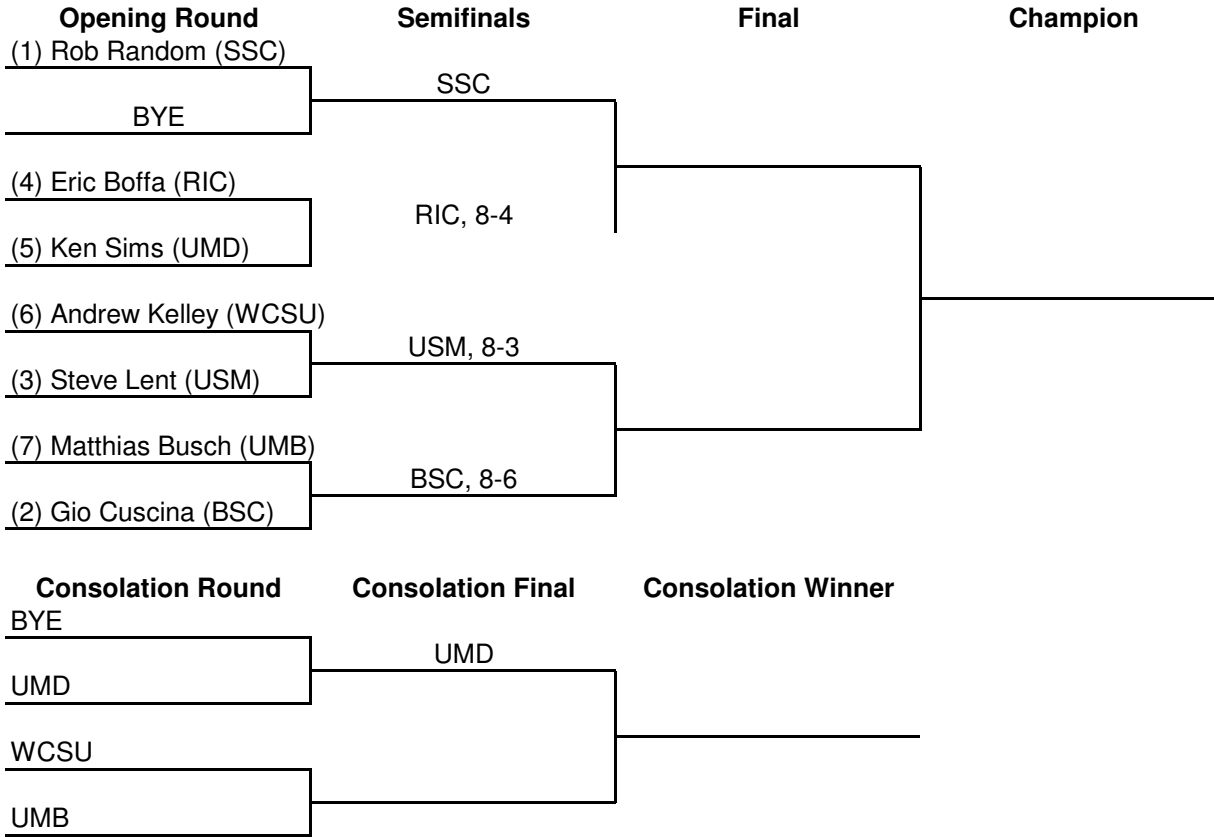 Opening Round Semifinals Final Champion
(1) Rob Random (SSC)
SSC
BYE
(4) Eric Boffa (RIC)
RIC, 8-4
(5) Ken Sims (UMD)
(6) Andrew Kelley (WCSU)
USM, 8-3
(3) Steve Lent (USM)
(7) Matthias Busch (UMB)
BSC, 8-6
(2) Gio Cuscina (BSC)
Consolation Round Consolation Final Consolation Winner
BYE
UMD
UMD
WCSU
UMB